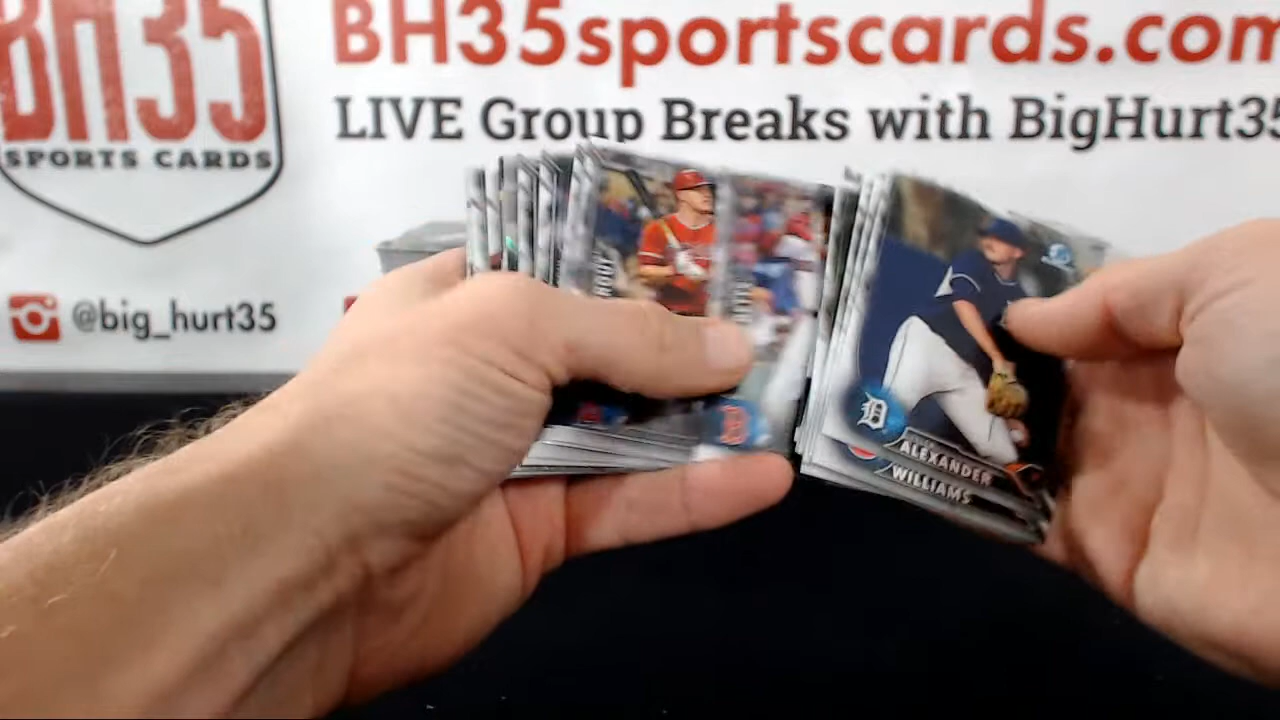 BH35
SPORTS CARDS
BH35sportscards.com
LIVE Group Breaks with BigHurt35
@big_hurt35
D
ALEXANDER
WILLIAMS
B